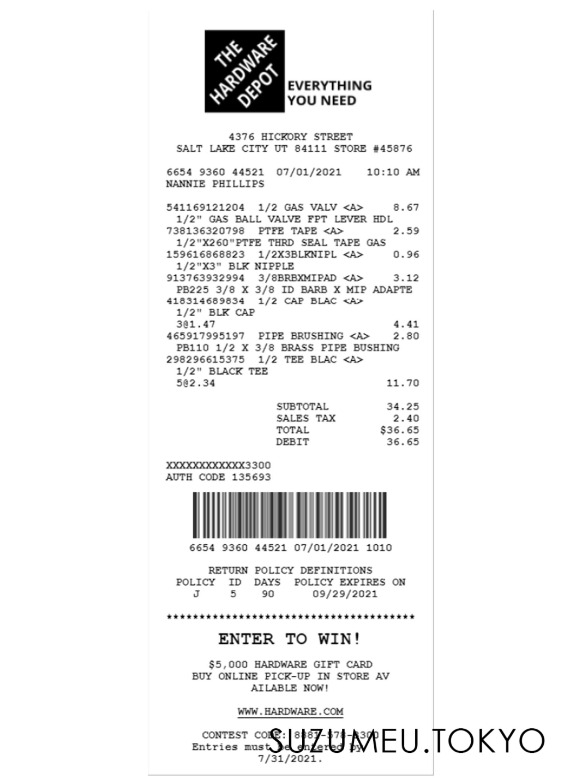 THE
HARDWARE
DEPOT
EVERYTHING
YOU NEED
4376 HICKORY STREET
SALT LAKE CITY UT 84111 STORE #45876
6654 9360 44521 07/01/2021 10:10 AM
NANNIE PHILLIPS
541169121204 1/2 GAS VALV <A> 8.67
1/2" GAS BALL VALVE FPT LEVER HDL
738136320798 PTFE TAPE <A> 2.59
1/2"X260"PTFE THRD SEAL TAPE GAS
159616868823 1/2X3BLKNIPL <A> 0.96
1/2"X3" BLK NIPPLE
913763932994 3/8BRBXMIPAD <A> 3.12
PB225 3/8 X 3/8 ID BARB X MIP ADAPTE
418314689834 1/2 CAP BLAC <A>
1/2" BLK CAP
3@1.47 4.41
465917995197 PIPE BRUSHING <A> 2.80
PB110 1/2 X 3/8 BRASS PIPE BUSHING
298296615375 1/2 TEE BLAC <A>
1/2" BLACK TEE
5@2.34 11.70
SUBTOTAL 34.25
SALES TAX 2.40
TOTAL $36.65
DEBIT 36.65
XXXXXXXXXXXX3300
AUTH CODE 135693
6654 9360 44521 07/01/2021 1010
RETURN POLICY DEFINITIONS
POLICY ID DAYS POLICY EXPIRES ON
J 5 90 09/29/2021
**************************************
ENTER TO WIN!
$5,000 HARDWARE GIFT CARD
BUY ONLINE PICK-UP IN STORE AV
AILABLE NOW!
WWW.HARDWARE.COM
CONTEST CODE:
SUZUMEU.TOKYO
Entries must be entered by
7/31/2021.